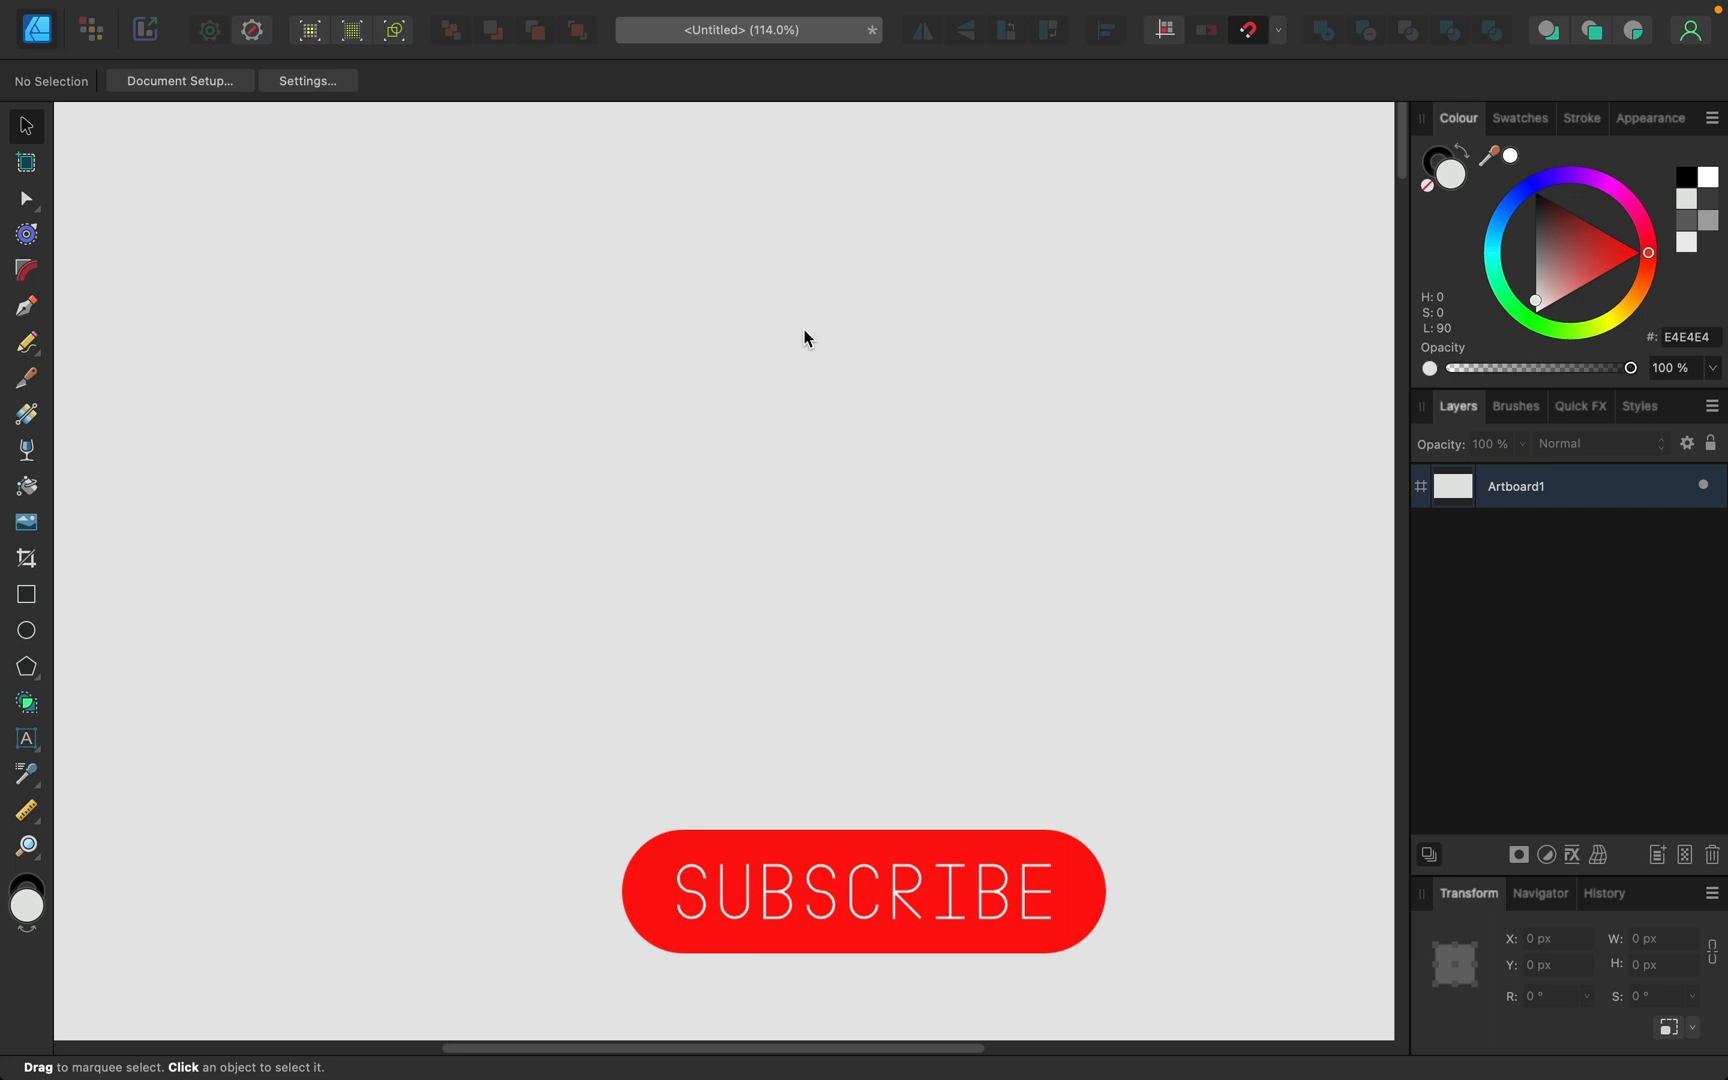 <Untitled> (114.0%)
*
No Selection
Document Setup...
Settings...
Colour
Swatches
Stroke
Appearance
H: 0
S: 0
L: 90
#: E4E4E4
Opacity
100 %
Layers
Brushes
Quick FX
Styles
Opacity: 100 %
Normal
Artboard1
SUBSCRIBE
Transform
Navigator
History
X: 0 px
W: 0 px
Y: 0 px
H: 0 px
R: 0 °
S: 0 °
Drag to marquee select. Click an object to select it.